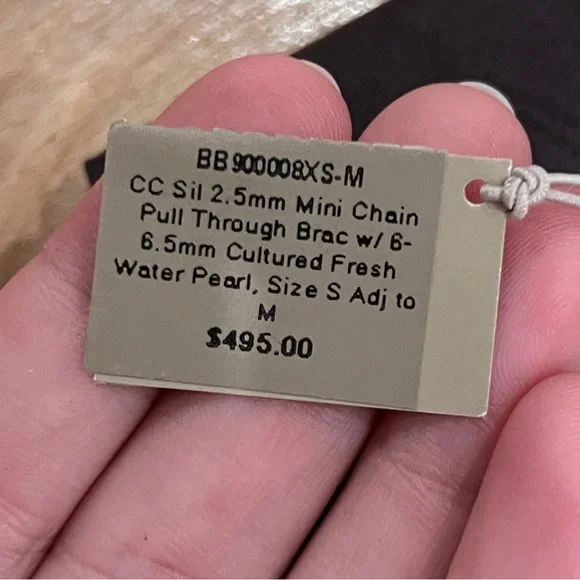 BB900008XS-M
CC Sil 2.5mm Mini Chain
Pull Through Brac w/ 6-
6.5mm Cultured Fresh
Water Pearl, Size S Adj to
M
$495.00